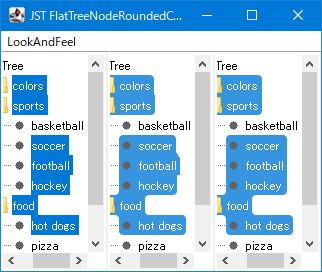 JST FlatTreeNodeRoundedC...
LookAndFeel
Tree
colors
sports
basketball
soccer
football
hockey
food
hot dogs
pizza
Tree
colors
sports
basketball
soccer
football
hockey
food
hot dogs
pizza
Tree
colors
sports
basketball
soccer
football
hockey
food
hot dogs
pizza